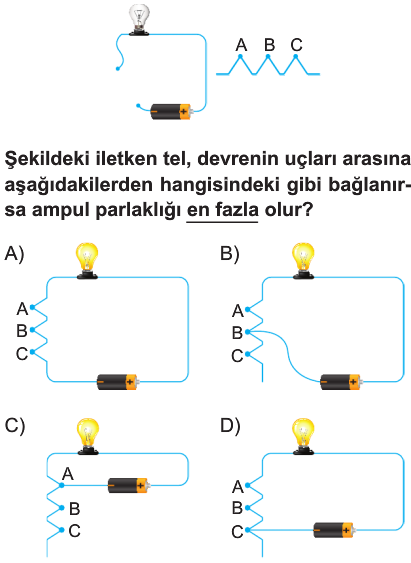 A B C
Şekildeki iletken tel, devrenin uçları arasına
aşağıdakilerden hangisindeki gibi bağlanır-
sa ampul parlaklığı en fazla olur?
A)
A
B
C
B)
A
B
C
C)
A
B
C
D)
A
B
C